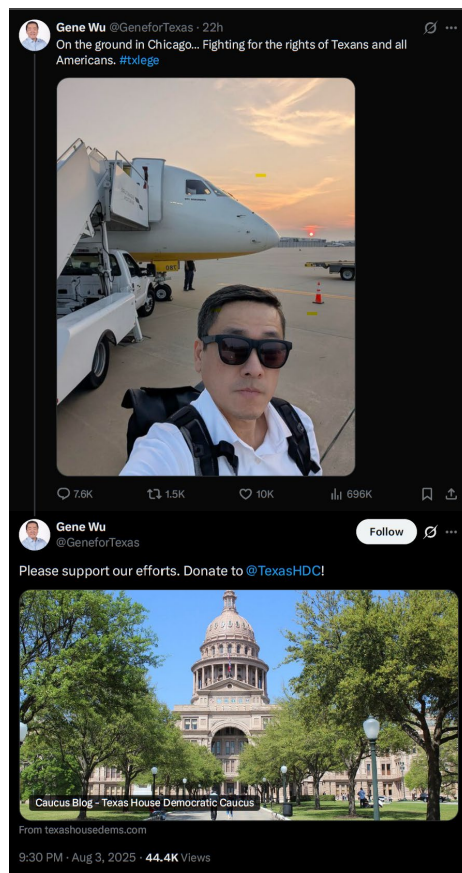 Gene Wu @GeneforTexas · 22h
On the ground in Chicago... Fighting for the rights of Texans and all
Americans. #txlege
7.6K 1.5K 10K 696K
Gene Wu
@GeneforTexas
Follow
Please support our efforts. Donate to @TexasHDC!
Caucus Blog - Texas House Democratic Caucus
From texashousedems.com
9:30 PM · Aug 3, 2025 · 44.4K Views